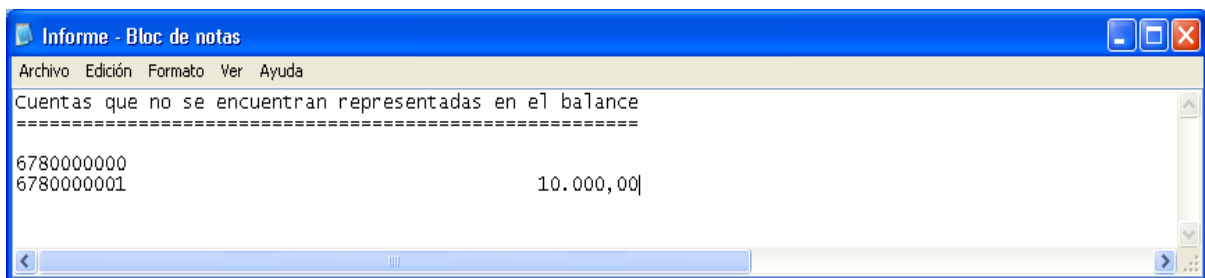 Informe - Bloc de notas
Archivo Edición Formato Ver Ayuda
Cuentas que no se encuentran representadas en el balance
========================================================
6780000000
6780000001 10.000,00